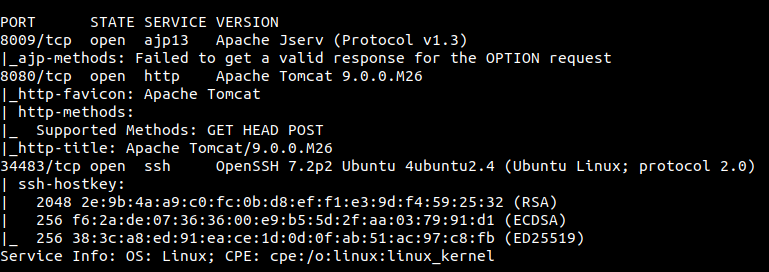 PORT      STATE SERVICE VERSION
8009/tcp  open  ajp13   Apache Jserv (Protocol v1.3)
|_ajp-methods: Failed to get a valid response for the OPTION request
8080/tcp  open  http    Apache Tomcat 9.0.0.M26
|_http-favicon: Apache Tomcat
| http-methods:
|_  Supported Methods: GET HEAD POST
|_http-title: Apache Tomcat/9.0.0.M26
34483/tcp open  ssh     OpenSSH 7.2p2 Ubuntu 4ubuntu2.4 (Ubuntu Linux; protocol 2.0)
| ssh-hostkey:
|   2048 2e:9b:4a:a9:c0:fc:0b:d8:ef:f1:e3:9d:f4:59:25:32 (RSA)
|   256 f6:2a:de:07:36:36:00:e9:b5:5d:2f:aa:03:79:91:d1 (ECDSA)
|_  256 38:3c:a8:ed:91:ea:ce:1d:0d:0f:ab:51:ac:97:c8:fb (ED25519)
Service Info: OS: Linux; CPE: cpe:/o:linux:linux_kernel